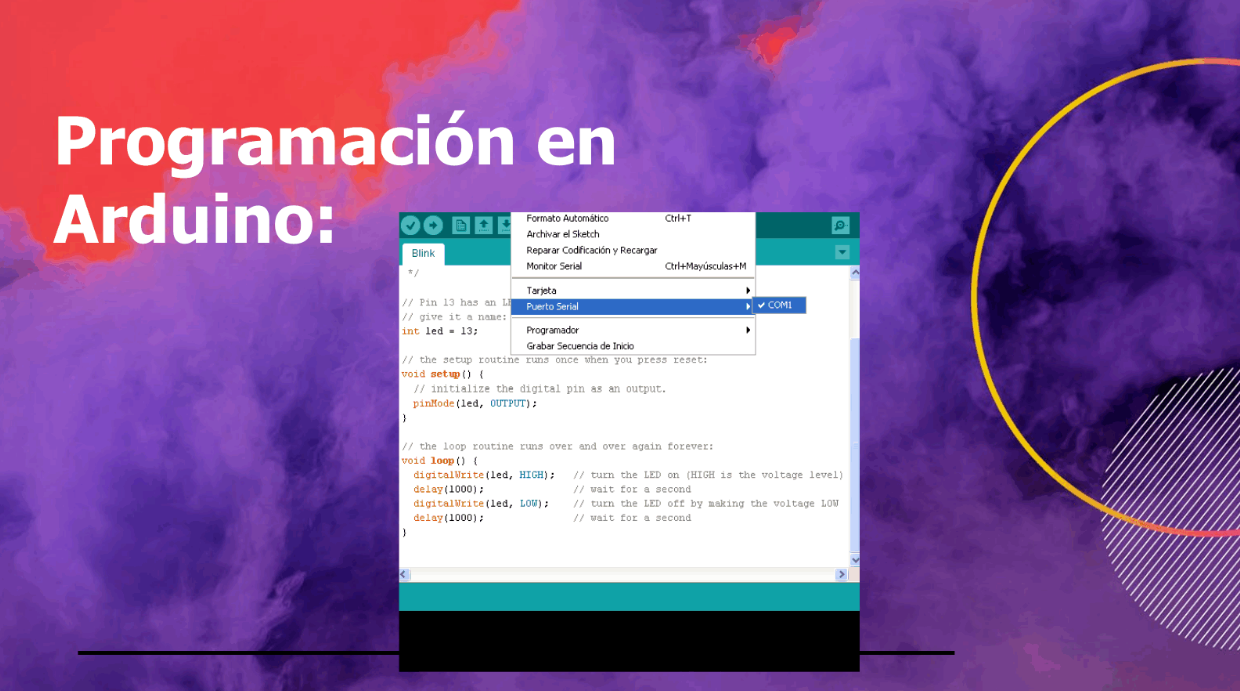 Programación en
Arduino:
Formato Automático Ctrl+T
Archivar el Sketch
Reparar Codificación y Recargar
Monitor Serial Ctrl+Mayúsculas+M
Tarjeta
Puerto Serial
COM1
Programador
Grabar Secuencia de Inicio
Blink
*/
// Pin 13 has an
// give it a name:
int led = 13;
// the setup routine runs once when you press reset:
void setup() {
// initialize the digital pin as an output.
pinMode(led, OUTPUT);
}
// the loop routine runs over and over again forever:
void loop() {
digitalWrite(led, HIGH); // turn the LED on (HIGH is the voltage level)
delay(1000); // wait for a second
digitalWrite(led, LOW); // turn the LED off by making the voltage LOW
delay(1000); // wait for a second
}